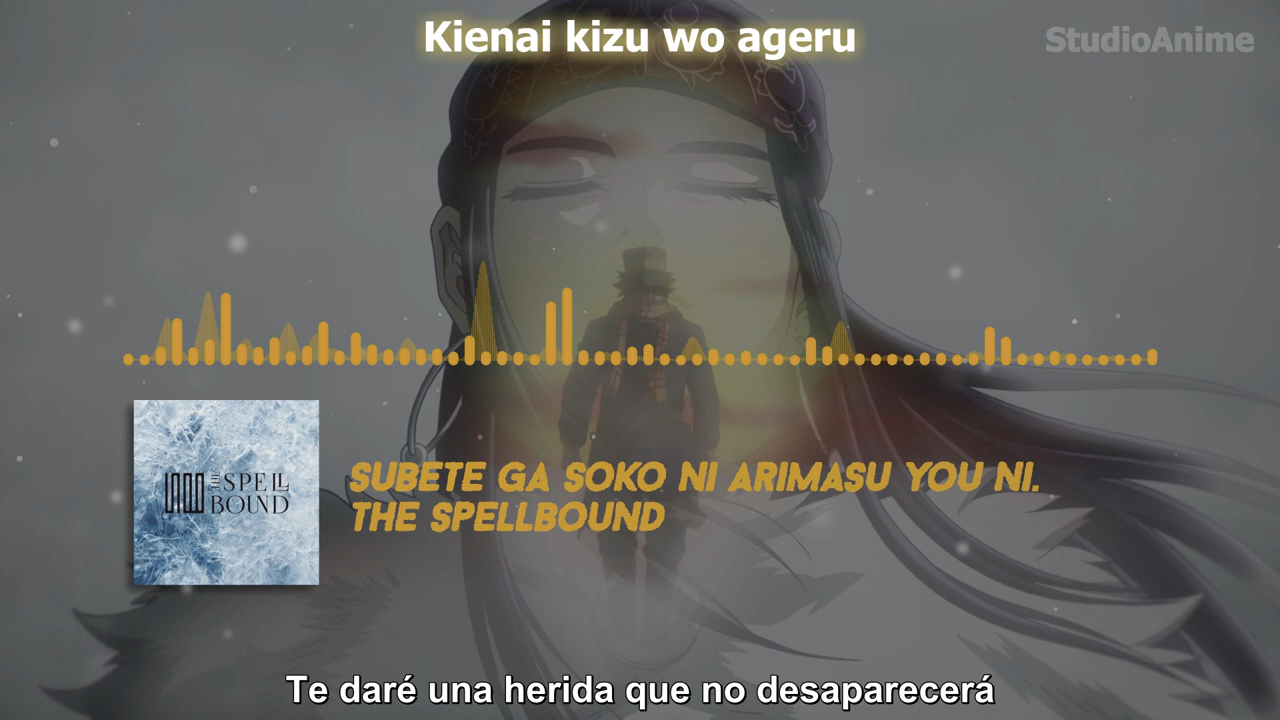 Kienai kizu wo ageru
StudioAnime
THE SPELL
BOUND
SUBETE GA SOKO NI ARIMASU YOU NI.
THE SPELLBOUND
Te daré una herida que no desaparecerá